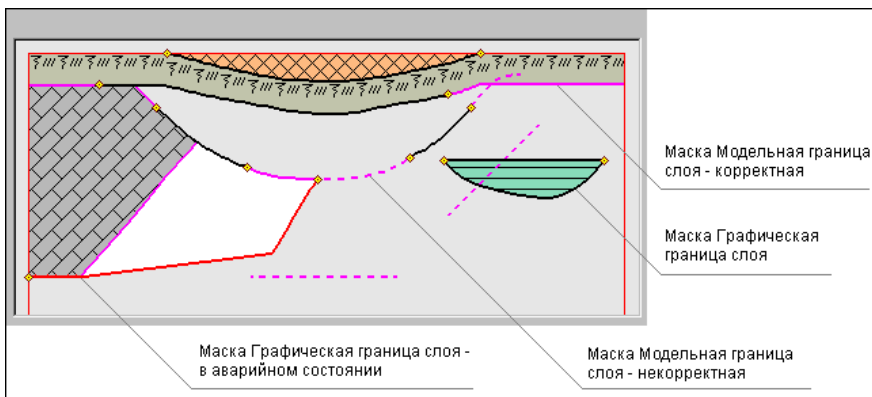 Маска Модельная граница
слоя - корректная
Маска Графическая
граница слоя
Маска Графическая граница слоя -
в аварийном состоянии
Маска Модельная граница
слоя - некорректная